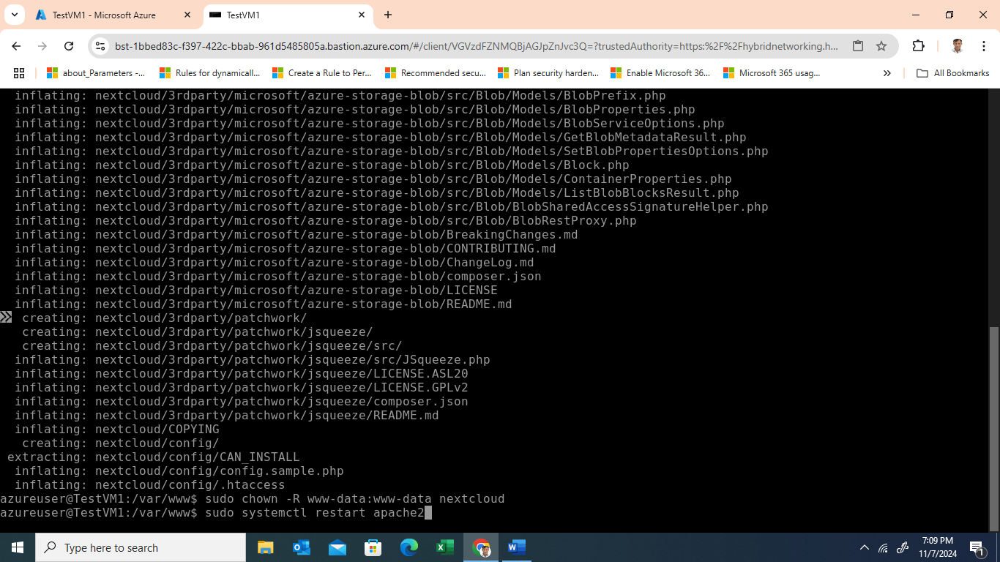 TestVM1 - Microsoft Azure
TestVM1
bst-1bbed83c-f397-422c-bbab-961d5485805a.bastion.azure.com/#/client/VGVzdFZNMQBjAGJpZnJvc3Q=?trustedAuthority=https:%2F%2Fhybridnetworking.h...
about_Parameters -...
Rules for dynamicall...
Create a Rule to Per...
Recommended secu...
Plan security harden...
Enable Microsoft 36...
Microsoft 365 usag...
All Bookmarks
inflating: nextcloud/3rdparty/microsoft/azure-storage-blob/src/Blob/Models/BlobPrefix.php
inflating: nextcloud/3rdparty/microsoft/azure-storage-blob/src/Blob/Models/BlobProperties.php
inflating: nextcloud/3rdparty/microsoft/azure-storage-blob/src/Blob/Models/BlobServiceOptions.php
inflating: nextcloud/3rdparty/microsoft/azure-storage-blob/src/Blob/Models/GetBlobMetadataResult.php
inflating: nextcloud/3rdparty/microsoft/azure-storage-blob/src/Blob/Models/SetBlobPropertiesOptions.php
inflating: nextcloud/3rdparty/microsoft/azure-storage-blob/src/Blob/Models/Block.php
inflating: nextcloud/3rdparty/microsoft/azure-storage-blob/src/Blob/Models/ContainerProperties.php
inflating: nextcloud/3rdparty/microsoft/azure-storage-blob/src/Blob/Models/ListBlobBlocksResult.php
inflating: nextcloud/3rdparty/microsoft/azure-storage-blob/src/Blob/BlobSharedAccessSignatureHelper.php
inflating: nextcloud/3rdparty/microsoft/azure-storage-blob/src/Blob/BlobRestProxy.php
inflating: nextcloud/3rdparty/microsoft/azure-storage-blob/BreakingChanges.md
inflating: nextcloud/3rdparty/microsoft/azure-storage-blob/CONTRIBUTING.md
inflating: nextcloud/3rdparty/microsoft/azure-storage-blob/ChangeLog.md
inflating: nextcloud/3rdparty/microsoft/azure-storage-blob/composer.json
inflating: nextcloud/3rdparty/microsoft/azure-storage-blob/LICENSE
inflating: nextcloud/3rdparty/microsoft/azure-storage-blob/README.md
creating: nextcloud/3rdparty/patchwork/
creating: nextcloud/3rdparty/patchwork/jsqueeze/
creating: nextcloud/3rdparty/patchwork/jsqueeze/src/
inflating: nextcloud/3rdparty/patchwork/jsqueeze/src/JSqueeze.php
inflating: nextcloud/3rdparty/patchwork/jsqueeze/LICENSE.ASL20
inflating: nextcloud/3rdparty/patchwork/jsqueeze/LICENSE.GPLv2
inflating: nextcloud/3rdparty/patchwork/jsqueeze/composer.json
inflating: nextcloud/3rdparty/patchwork/jsqueeze/README.md
inflating: nextcloud/COPYING
creating: nextcloud/config/
extracting: nextcloud/config/CAN_INSTALL
inflating: nextcloud/config/config.sample.php
inflating: nextcloud/config/.htaccess
azureuser@TestVM1:/var/www$ sudo chown -R www-data:www-data nextcloud
azureuser@TestVM1:/var/www$ sudo systemctl restart apache2
Type here to search
7:09 PM
11/7/2024
1